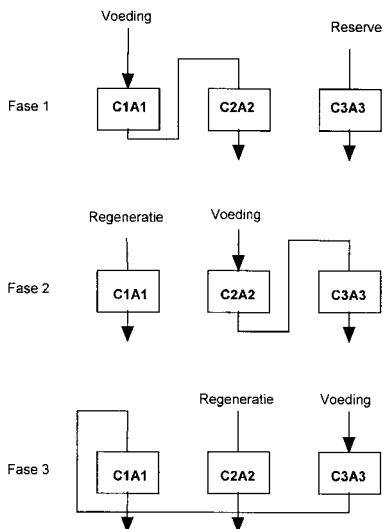 Voeding
Reserve
Fase 1
C1A1
C2A2
C3A3
Regeneratie
Voeding
Fase 2
C1A1
C2A2
C3A3
Regeneratie
Voeding
Fase 3
C1A1
C2A2
C3A3